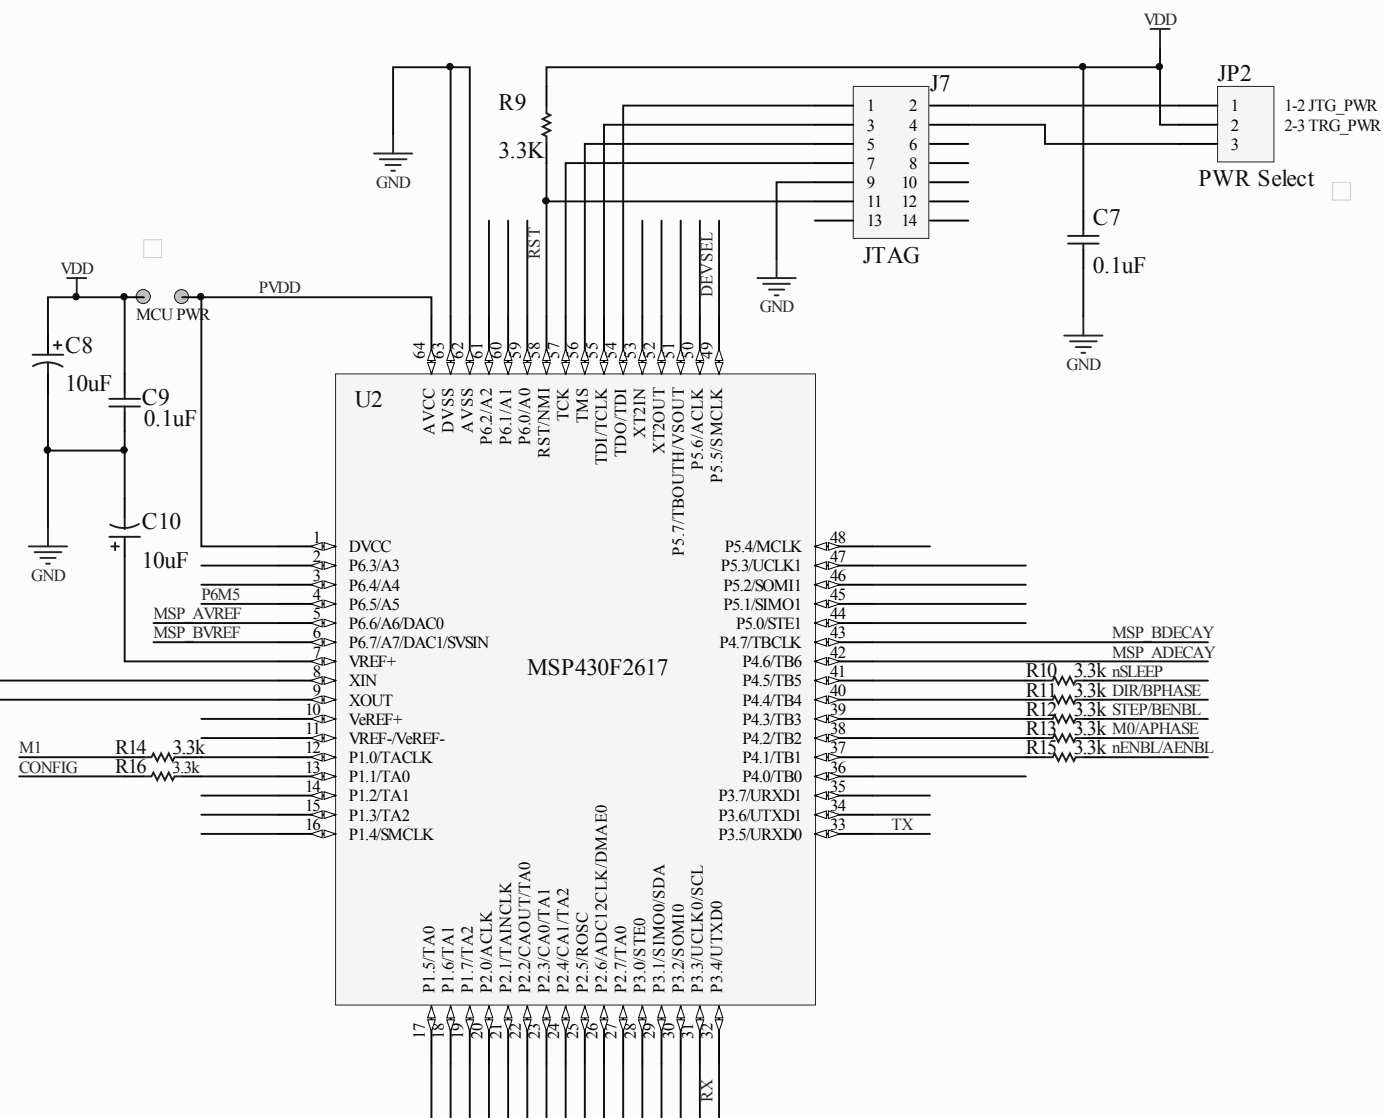 VDD
J7
JP2
R9
3.3K
1 2
3 4
5 6
7 8
9 10
11 12
13 14
JTAG
1
2
3
1-2 JTG_PWR
2-3 TRG_PWR
PWR Select
GND
C7
0.1uF
GND
GND
RST
DEVSEL
VDD
MCU PWR
PVDD
C8
10uF
C9
0.1uF
C10
10uF
GND
64
63
62
61
60
59
58
57
56
55
54
53
52
51
50
49
U2
AVCC
DVSS
AVSS
P6.2/A2
P6.1/A1
P6.0/A0
RST/NMI
TCK
TMS
TDI/TCLK
TDO/TDI
XT2IN
XT2OUT
P5.7/TBOUTH/VSOUT
P5.6/ACLK
P5.5/SMCLK
MSP430F2617
1 DVCC
2 P6.3/A3
3 P6.4/A4
P6M5 4 P6.5/A5
MSP_AVREF 5 P6.6/A6/DAC0
MSP_BVREF 6 P6.7/A7/DAC1/SVSIN
7 VREF+
8 XIN
9 XOUT
10 VeREF+
11 VREF-/VeREF-
M1 R14 3.3k 12 P1.0/TACLK
CONFIG R16 3.3k 13 P1.1/TA0
14 P1.2/TA1
15 P1.3/TA2
16 P1.4/SMCLK
P5.4/MCLK 48
P5.3/UCLK1 47
P5.2/SOMI1 46
P5.1/SIMO1 45
P5.0/STE1 44
P4.7/TBCLK 43 MSP_BDECAY
P4.6/TB6 42 MSP_ADECAY
P4.5/TB5 41 R10 3.3k nSLEEP
P4.4/TB4 40 R11 3.3k DIR/BPHASE
P4.3/TB3 39 R12 3.3k STEP/BENBL
P4.2/TB2 38 R13 3.3k M0/APHASE
P4.1/TB1 37 R15 3.3k nENBL/AENBL
P4.0/TB0 36
P3.7/URXD1 35
P3.6/UTXD1 34
P3.5/URXD0 33 TX
P1.5/TA0
P1.6/TA1
P1.7/TA2
P2.0/ACLK
P2.1/TAINCLK
P2.2/CAOUT/TA0
P2.3/CA0/TA1
P2.4/CA1/TA2
P2.5/ROSC
P2.6/ADC12CLK/DMAE0
P2.7/TA0
P3.0/STE0
P3.1/SIMO0/SDA
P3.2/SOMI0
P3.3/UCLK0/SCL
P3.4/UTXD0
17
18
19
20
21
22
23
24
25
26
27
28
29
30
31
32
RX